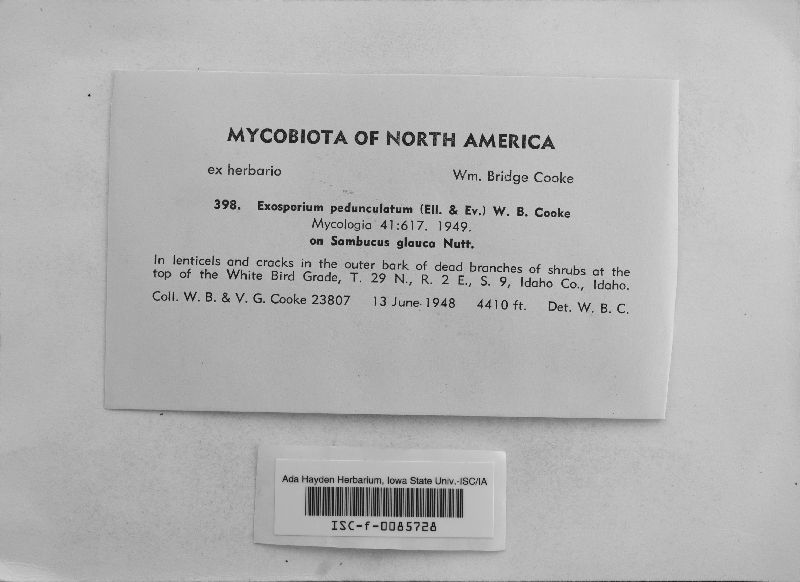 MYCOBIOTA OF NORTH AMERICA
ex herbario Wm. Bridge Cooke
398. Exosporium pedunculatum (Ell. & Ev.) W. B. Cooke
Mycologia 41:617. 1949.
on Sambucus glauca Nutt.
In lenticels and cracks in the outer bark of dead branches of shrubs at the
top of the White Bird Grade, T. 29 N., R. 2 E., S. 9, Idaho Co., Idaho.
Coll. W. B. & V. G. Cooke 23807 13 June 1948 4410 ft. Det. W. B. C.
Ada Hayden Herbarium, Iowa State Univ.-ISC/IA
ISC-f-0085728